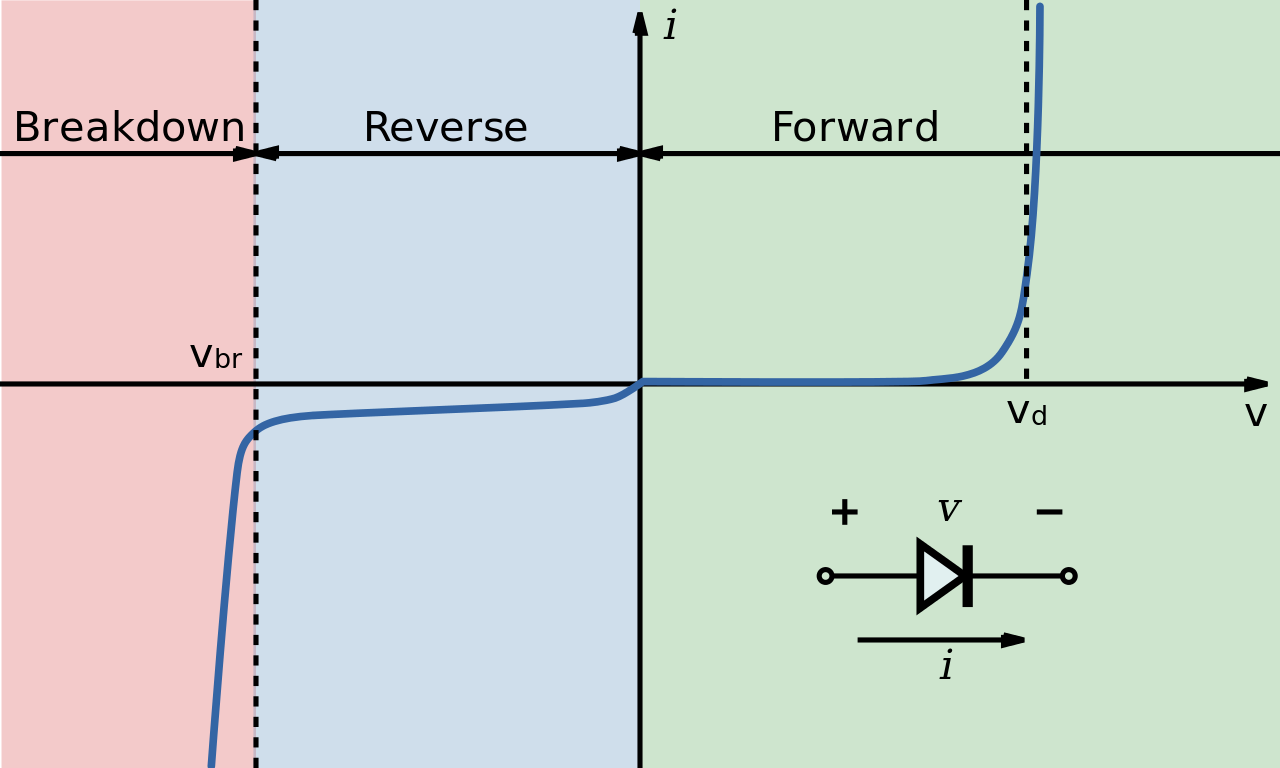 i
Breakdown Reverse Forward
vbr
vd
v
+ v −
i